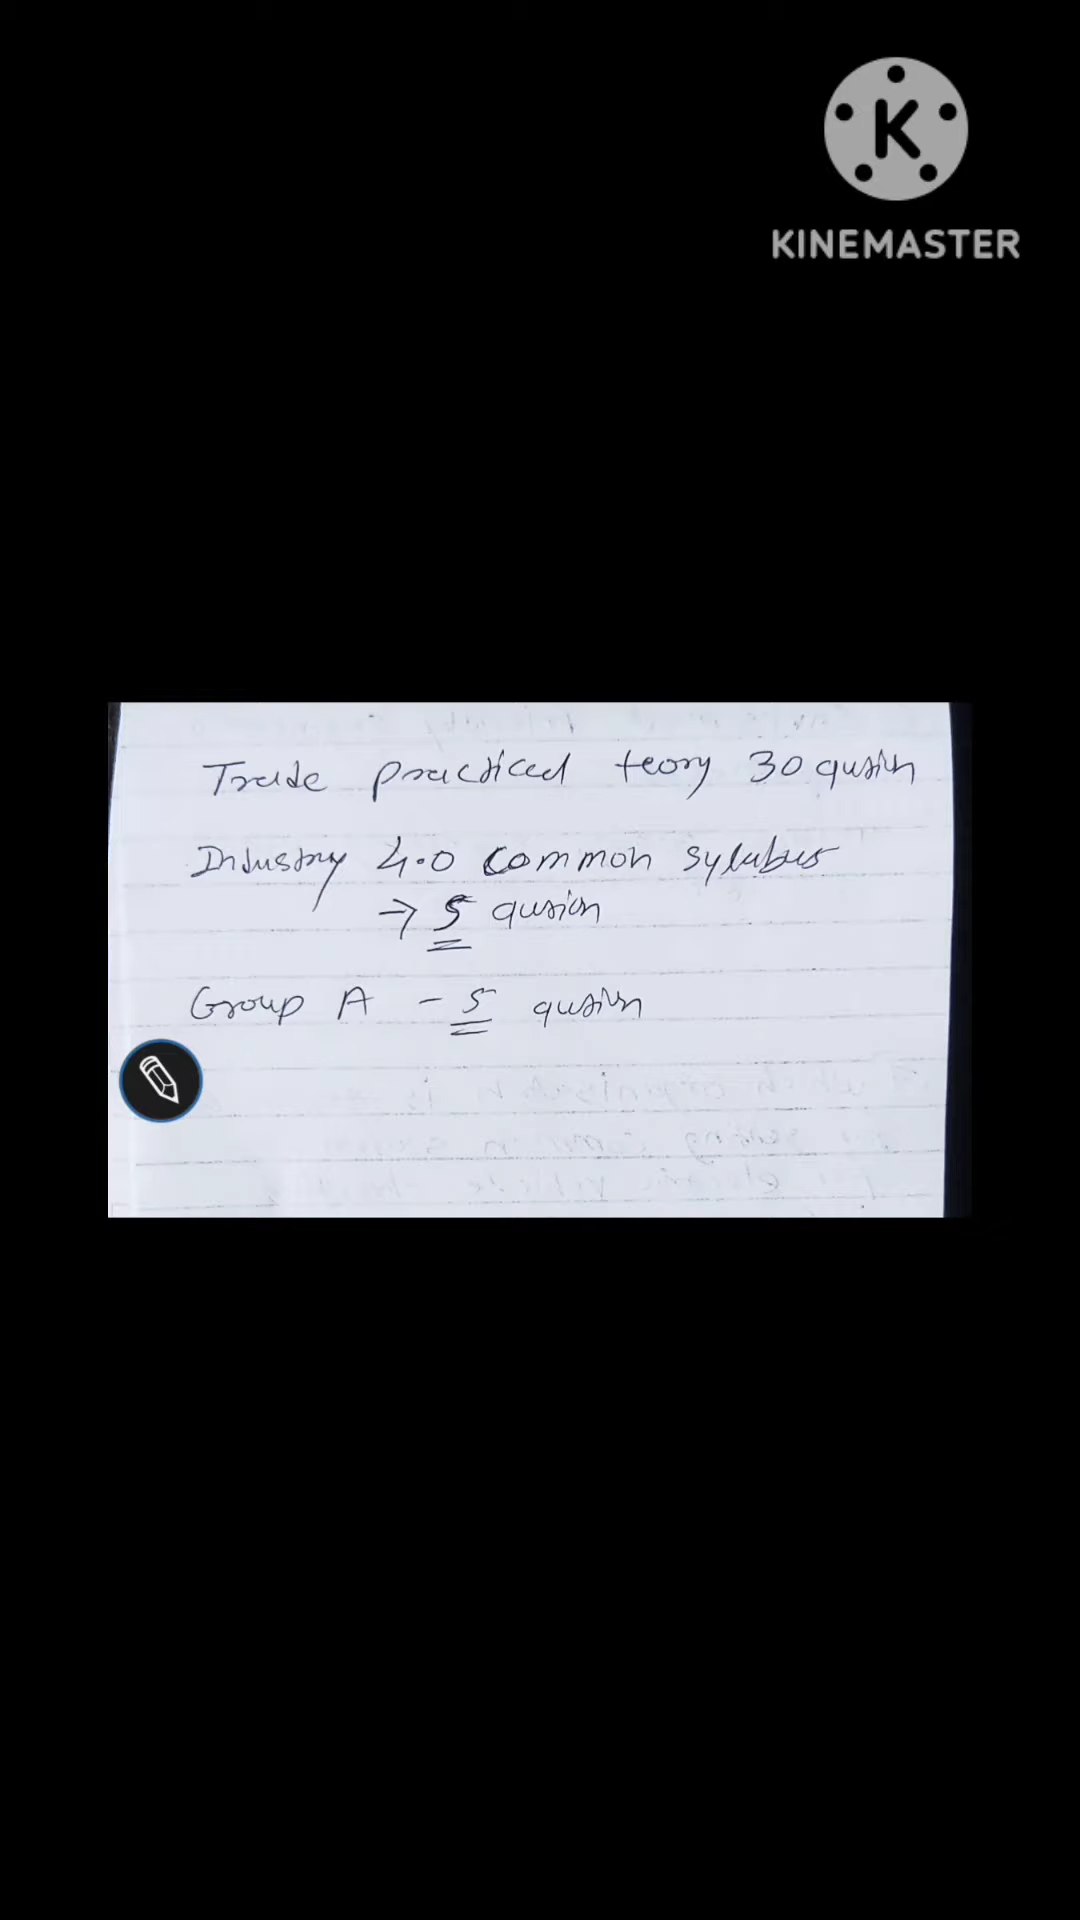 KINEMASTER
Trade practiced teory 30 qusion
Industry 4.0 common sylabus
→ 5 qusion
Group A - 5 qusion